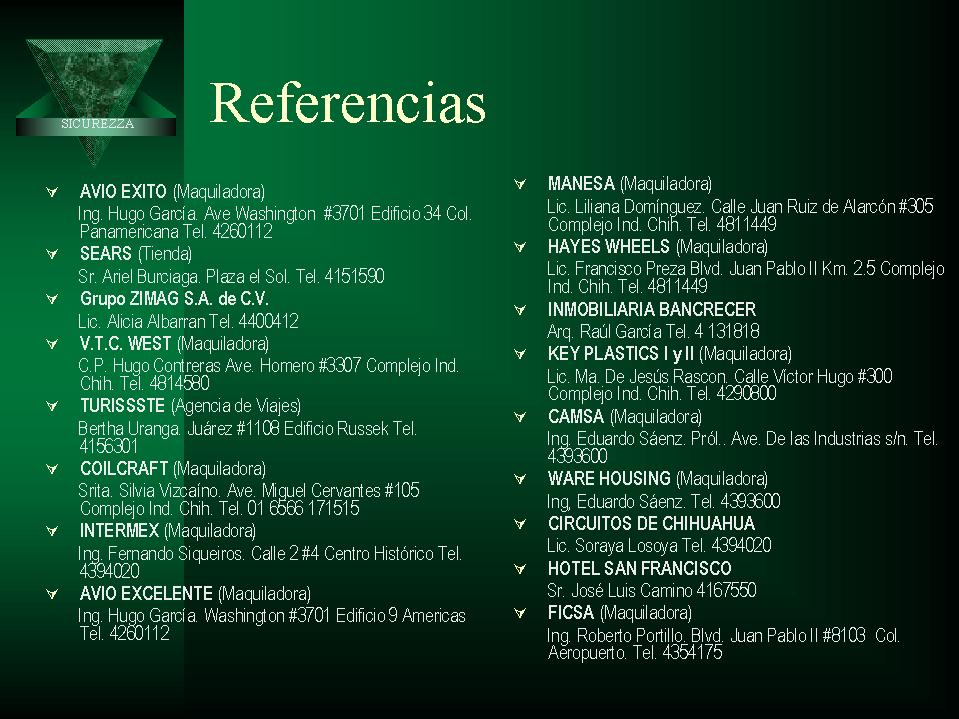 SICUREZZA
Referencias
AVIO EXITO (Maquiladora)
Ing. Hugo García. Ave Washington #3701 Edificio 34 Col.
Panamericana Tel. 4260112
SEARS (Tienda)
Sr. Ariel Burciaga. Plaza el Sol. Tel. 4151590
Grupo ZIMAG S.A. de C.V.
Lic. Alicia Albarran Tel. 4400412
V.T.C. WEST (Maquiladora)
C.P. Hugo Contreras Ave. Homero #3307 Complejo Ind.
Chih. Tel. 4814580
TURISSSTE (Agencia de Viajes)
Bertha Uranga. Juárez #1108 Edificio Russek Tel.
4156301
COILCRAFT (Maquiladora)
Srita. Silvia Vizcaíno. Ave. Miguel Cervantes #105
Complejo Ind. Chih. Tel. 01 6566 171515
INTERMEX (Maquiladora)
Ing. Fernando Siqueiros. Calle 2 #4 Centro Histórico Tel.
4394020
AVIO EXCELENTE (Maquiladora)
Ing. Hugo García. Washington #3701 Edificio 9 Americas
Tel. 4260112
MANESA (Maquiladora)
Lic. Liliana Domínguez. Calle Juan Ruiz de Alarcón #305
Complejo Ind. Chih. Tel. 4811449
HAYES WHEELS (Maquiladora)
Lic. Francisco Preza Blvd. Juan Pablo II Km. 2.5 Complejo
Ind. Chih. Tel. 4811449
INMOBILIARIA BANCRECER
Arq. Raúl García Tel. 4 131818
KEY PLASTICS I y II (Maquiladora)
Lic. Ma. De Jesús Rascon. Calle Víctor Hugo #300
Complejo Ind. Chih. Tel. 4290800
CAMSA (Maquiladora)
Ing. Eduardo Sáenz. Pról.. Ave. De las Industrias s/n. Tel.
4393600
WARE HOUSING (Maquiladora)
Ing, Eduardo Sáenz. Tel. 4393600
CIRCUITOS DE CHIHUAHUA
Lic. Soraya Losoya Tel. 4394020
HOTEL SAN FRANCISCO
Sr. José Luis Camino 4167550
FICSA (Maquiladora)
Ing. Roberto Portillo. Blvd. Juan Pablo II #8103 Col.
Aeropuerto. Tel. 4354175